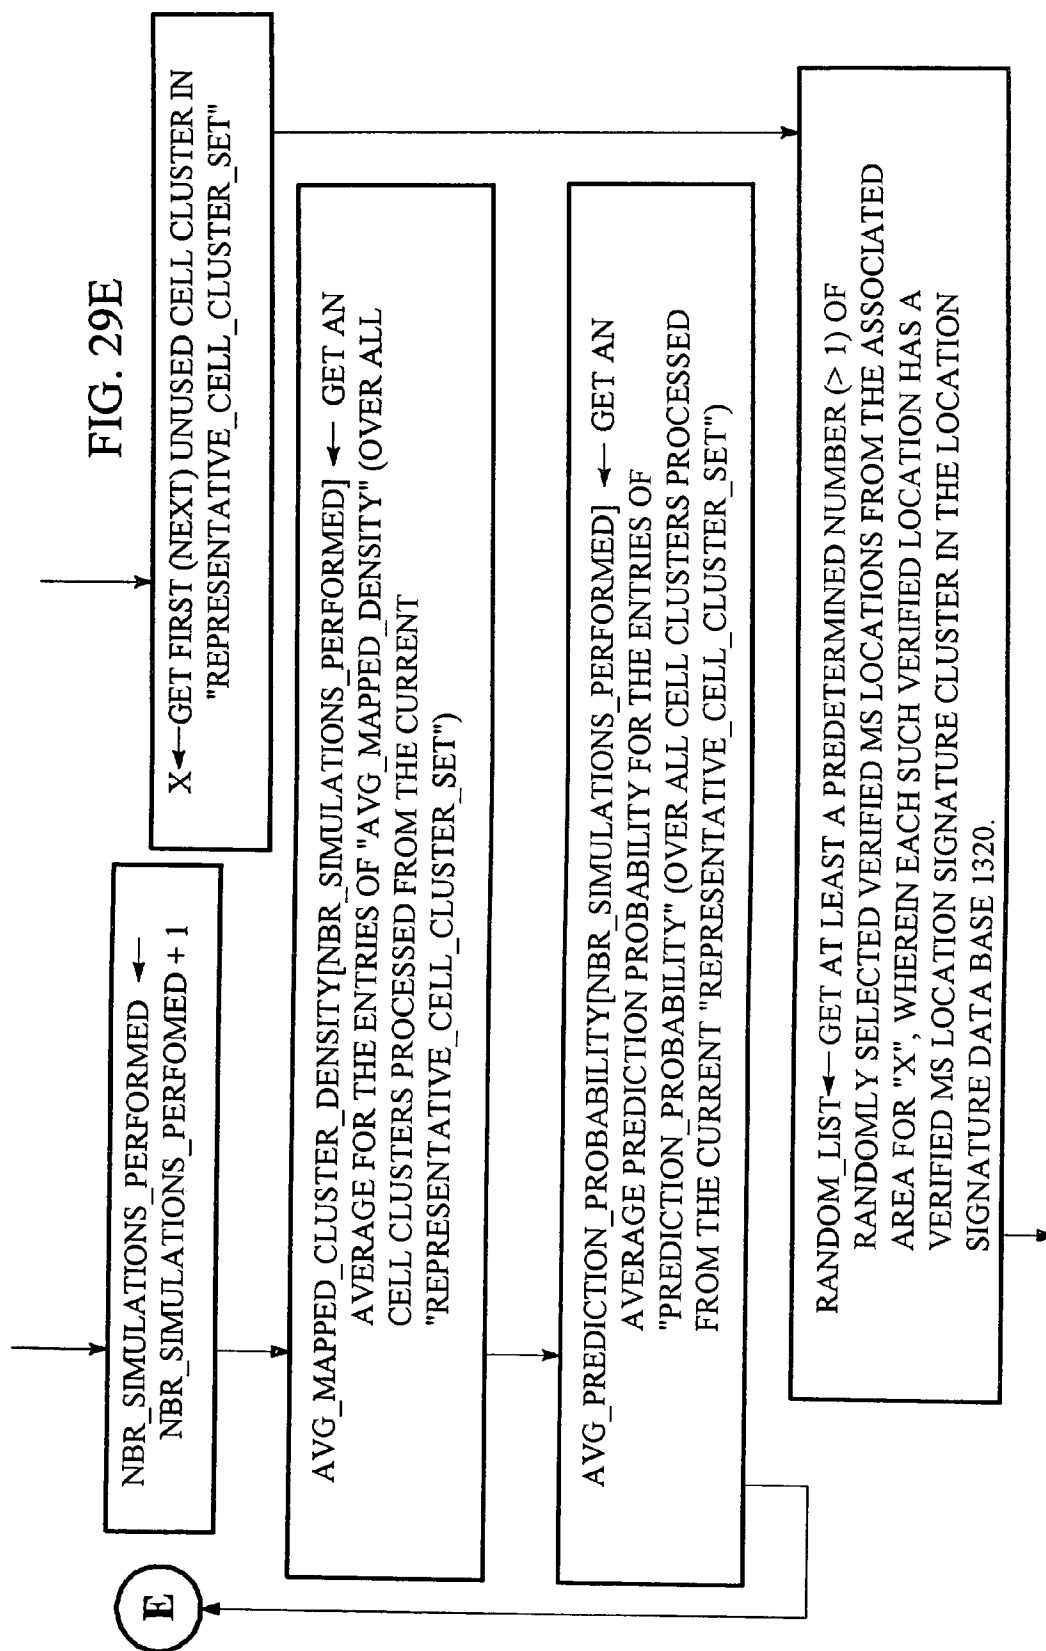 FIG. 29E
NBR_SIMULATIONS_PERFORMED ←
NBR_SIMULATIONS_PERFOMED + 1
X←GET FIRST (NEXT) UNUSED CELL CLUSTER IN
"REPRESENTATIVE_CELL_CLUSTER_SET"
AVG_MAPPED_CLUSTER_DENSITY[NBR_SIMULATIONS_PERFORMED] ← GET AN
AVERAGE FOR THE ENTRIES OF "AVG_MAPPED_DENSITY" (OVER ALL
CELL CLUSTERS PROCESSED FROM THE CURRENT
"REPRESENTATIVE_CELL_CLUSTER_SET")
AVG_PREDICTION_PROBABILITY[NBR_SIMULATIONS_PERFORMED] ← GET AN
AVERAGE PREDICTION PROBABILITY FOR THE ENTRIES OF
"PREDICTION_PROBABILITY" (OVER ALL CELL CLUSTERS PROCESSED
FROM THE CURRENT "REPRESENTATIVE_CELL_CLUSTER_SET")
E
RANDOM_LIST←GET AT LEAST A PREDETERMINED NUMBER (> 1) OF
RANDOMLY SELECTED VERIFIED MS LOCATIONS FROM THE ASSOCIATED
AREA FOR "X", WHEREIN EACH SUCH VERIFIED LOCATION HAS A
VERIFIED MS LOCATION SIGNATURE CLUSTER IN THE LOCATION
SIGNATURE DATA BASE 1320.